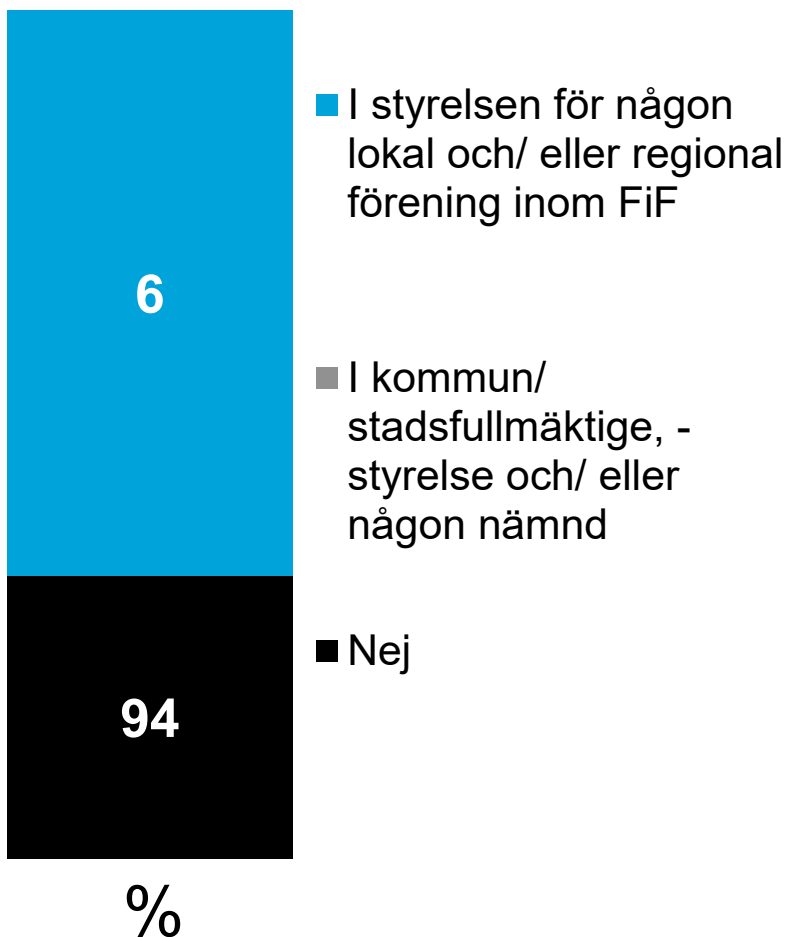 I styrelsen för någon
lokal och/ eller regional
förening inom FiF
6
I kommun/
stadsfullmäktige, -
styrelse och/ eller
någon nämnd
Nej
94
%